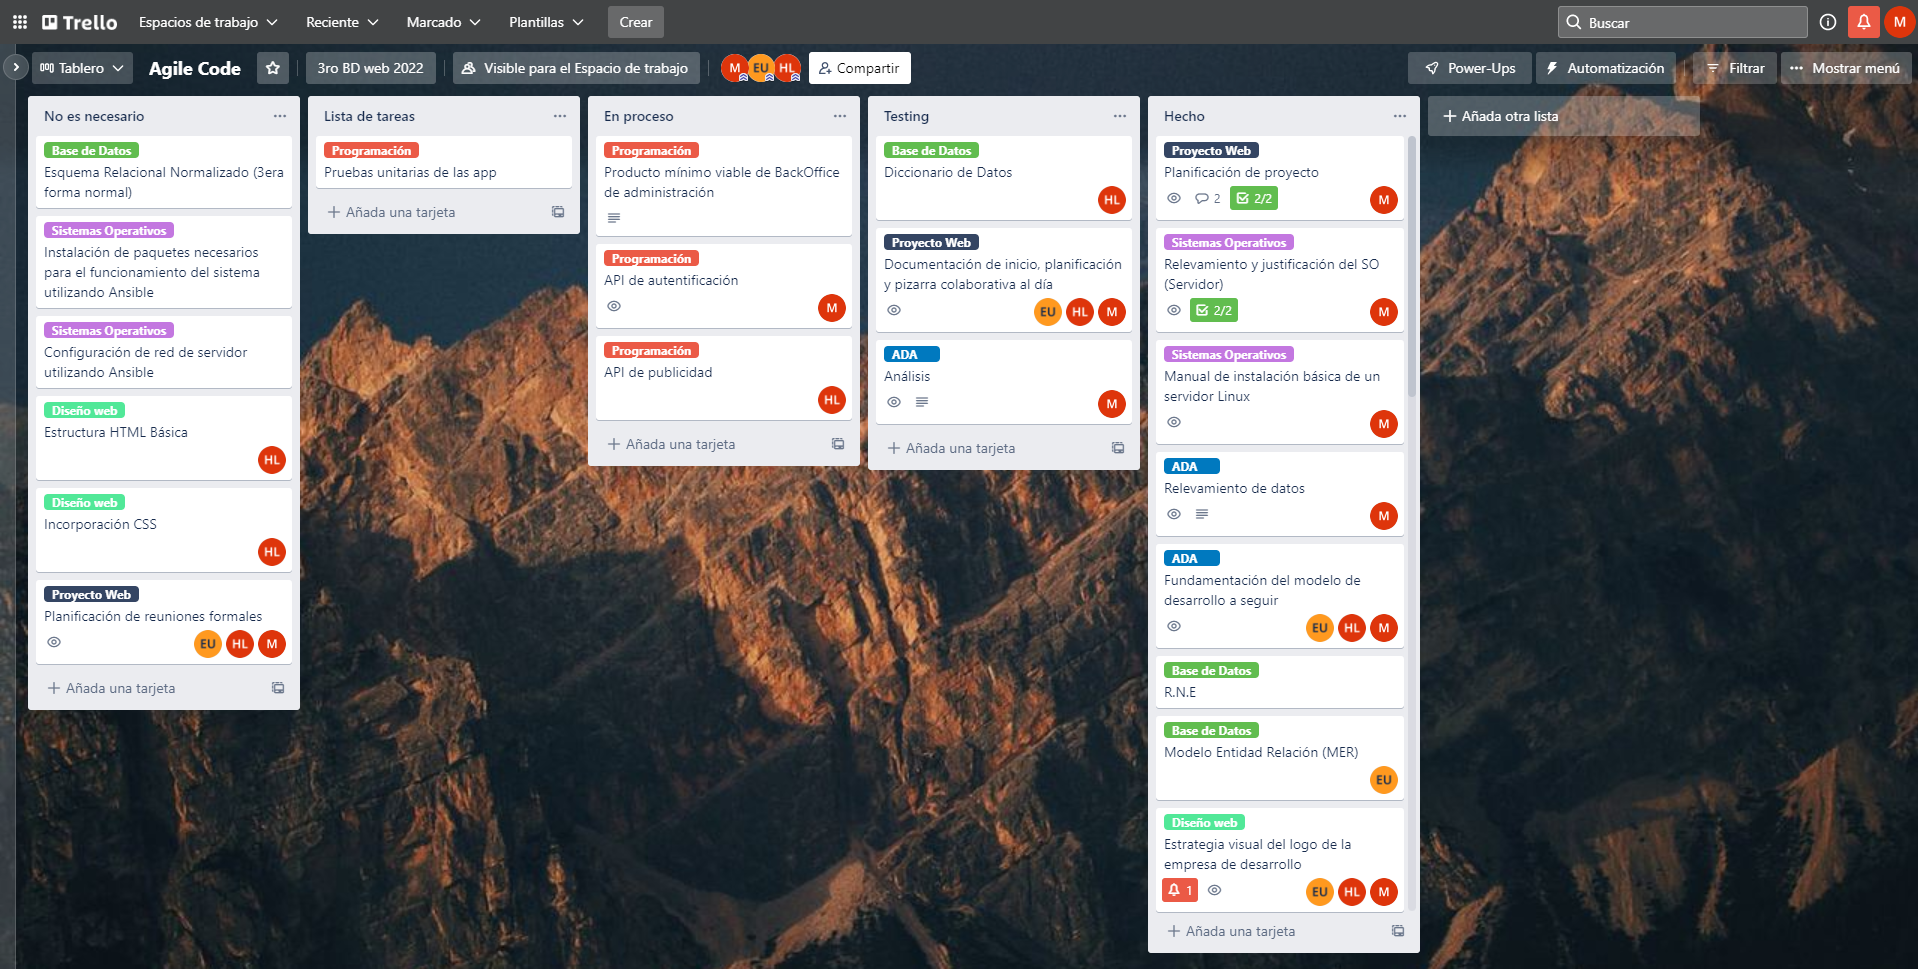 Trello
Espacios de trabajo
Reciente
Marcado
Plantillas
Crear
Buscar
M
Tablero
Agile Code
3ro BD web 2022
Visible para el Espacio de trabajo
M
EU
HL
Compartir
Power-Ups
Automatización
Filtrar
Mostrar menú
No es necesario
Base de Datos
Esquema Relacional Normalizado (3era
forma normal)
Sistemas Operativos
Instalación de paquetes necesarios
para el funcionamiento del sistema
utilizando Ansible
Sistemas Operativos
Configuración de red de servidor
utilizando Ansible
Diseño web
Estructura HTML Básica
HL
Diseño web
Incorporación CSS
HL
Proyecto Web
Planificación de reuniones formales
EU HL M
Añada una tarjeta
Lista de tareas
Programación
Pruebas unitarias de las app
Añada una tarjeta
En proceso
Programación
Producto mínimo viable de BackOffice
de administración
Programación
API de autentificación
M
Programación
API de publicidad
HL
Añada una tarjeta
Testing
Base de Datos
Diccionario de Datos
HL
Proyecto Web
Documentación de inicio, planificación
y pizarra colaborativa al día
EU HL M
ADA
Análisis
M
Añada una tarjeta
Hecho
Proyecto Web
Planificación de proyecto
2 2/2 M
Sistemas Operativos
Relevamiento y justificación del SO
(Servidor)
2/2 M
Sistemas Operativos
Manual de instalación básica de un
servidor Linux
M
ADA
Relevamiento de datos
M
ADA
Fundamentación del modelo de
desarrollo a seguir
EU HL M
Base de Datos
R.N.E
Base de Datos
Modelo Entidad Relación (MER)
EU
Diseño web
Estrategia visual del logo de la
empresa de desarrollo
1 EU HL M
Añada una tarjeta
Añada otra lista